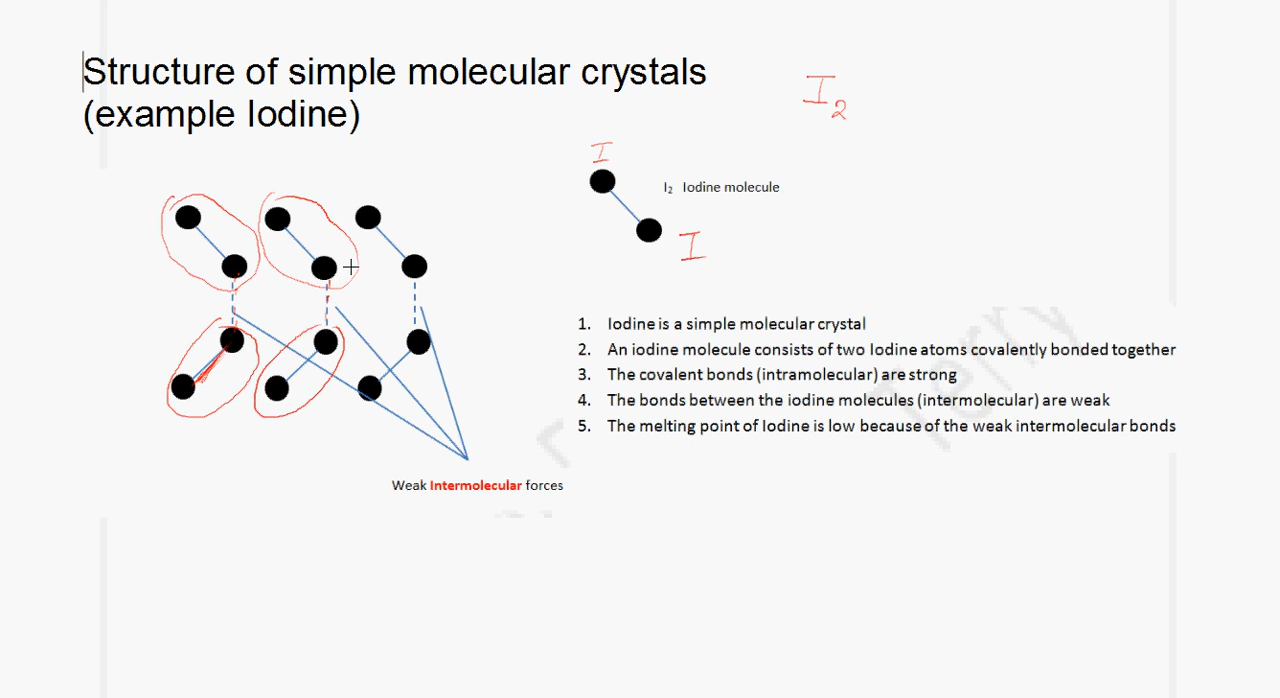 Structure of simple molecular crystals
(example Iodine)
I2
I
I₂ Iodine molecule
I
1. Iodine is a simple molecular crystal
2. An iodine molecule consists of two Iodine atoms covalently bonded together
3. The covalent bonds (intramolecular) are strong
4. The bonds between the iodine molecules (intermolecular) are weak
5. The melting point of Iodine is low because of the weak intermolecular bonds
Weak Intermolecular forces